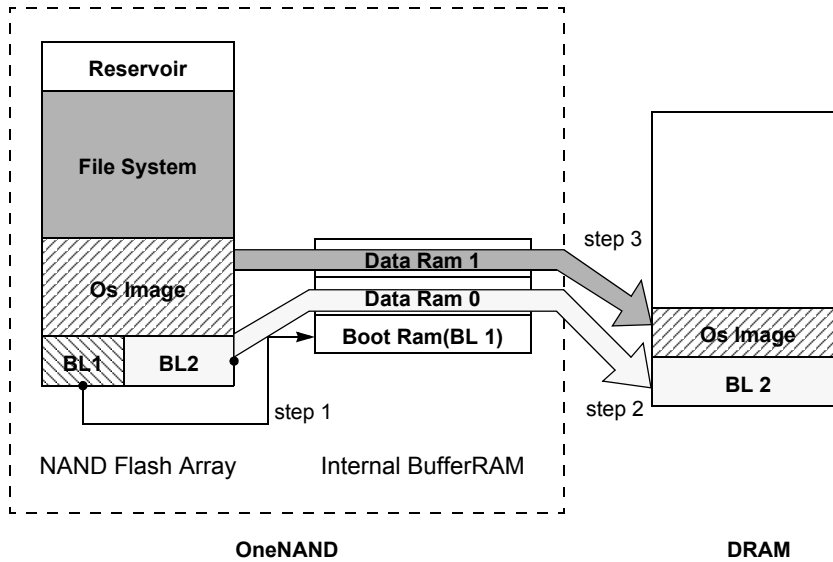 Reservoir
File System
Os Image
BL1
BL2
Data Ram 1
Data Ram 0
Boot Ram(BL 1)
step 1
step 2
step 3
Os Image
BL 2
NAND Flash Array
Internal BufferRAM
OneNAND
DRAM